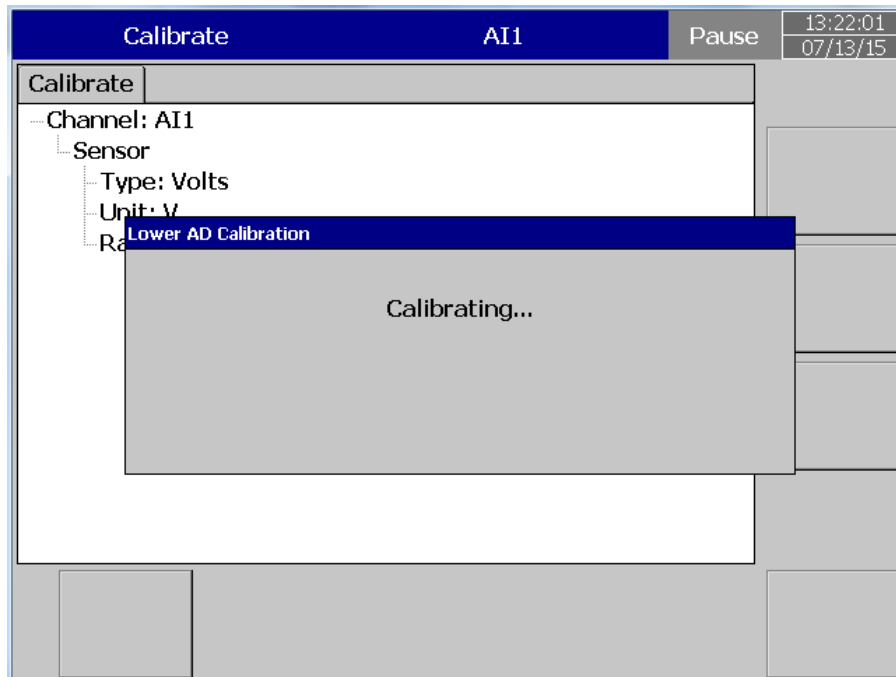 Calibrate AI1 Pause 13:22:01
07/13/15
Calibrate
Channel: AI1
Sensor
Type: Volts
Unit: V
Ra
Lower AD Calibration
Calibrating...